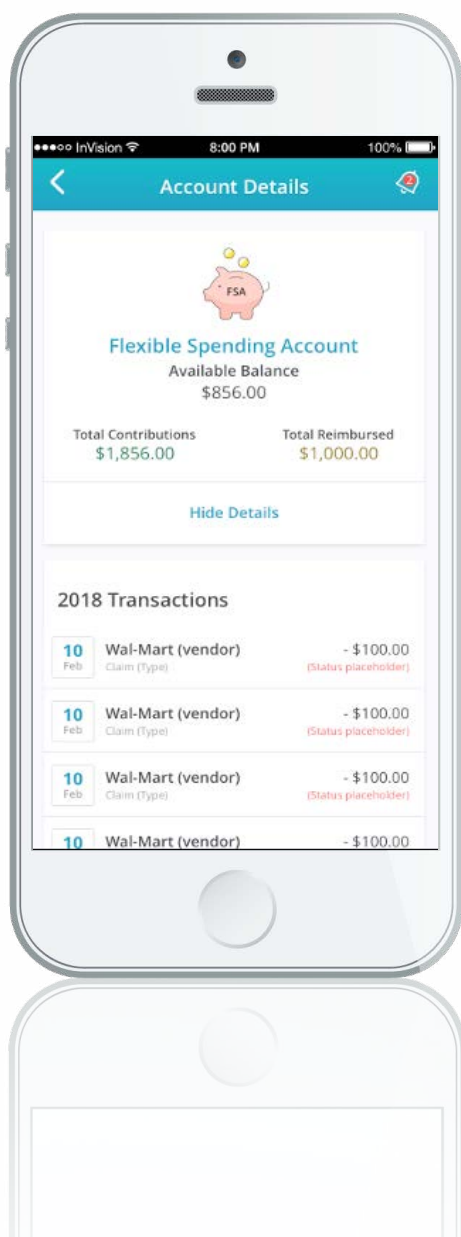 ●●●○○ InVision 8:00 PM 100%
Account Details 2
FSA
Flexible Spending Account
Available Balance
$856.00
Total Contributions Total Reimbursed
$1,856.00 $1,000.00
Hide Details
2018 Transactions
10 Wal-Mart (vendor) - $100.00
Feb Claim (Type) (Status placeholder)
10 Wal-Mart (vendor) - $100.00
Feb Claim (Type) (Status placeholder)
10 Wal-Mart (vendor) - $100.00
Feb Claim (Type) (Status placeholder)
10 Wal-Mart (vendor) - $100.00